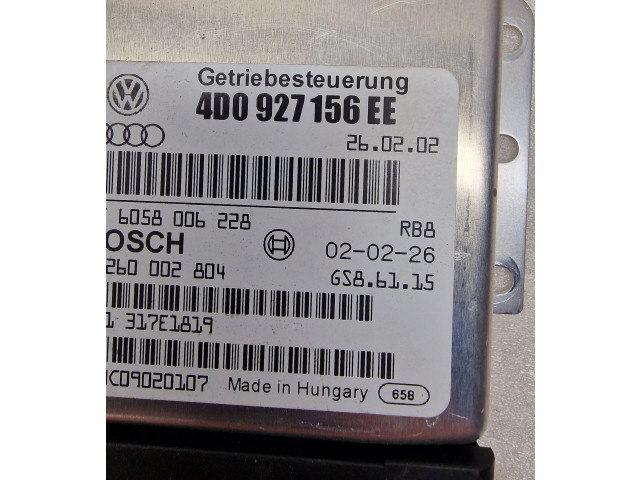 Getriebesteuerung
4D0 927 156 EE
26.02.02
6058 006 228 RB8
OSCH 02-02-26
260 002 804 GS8.61.15
317E1819
C09020107 Made in Hungary 658